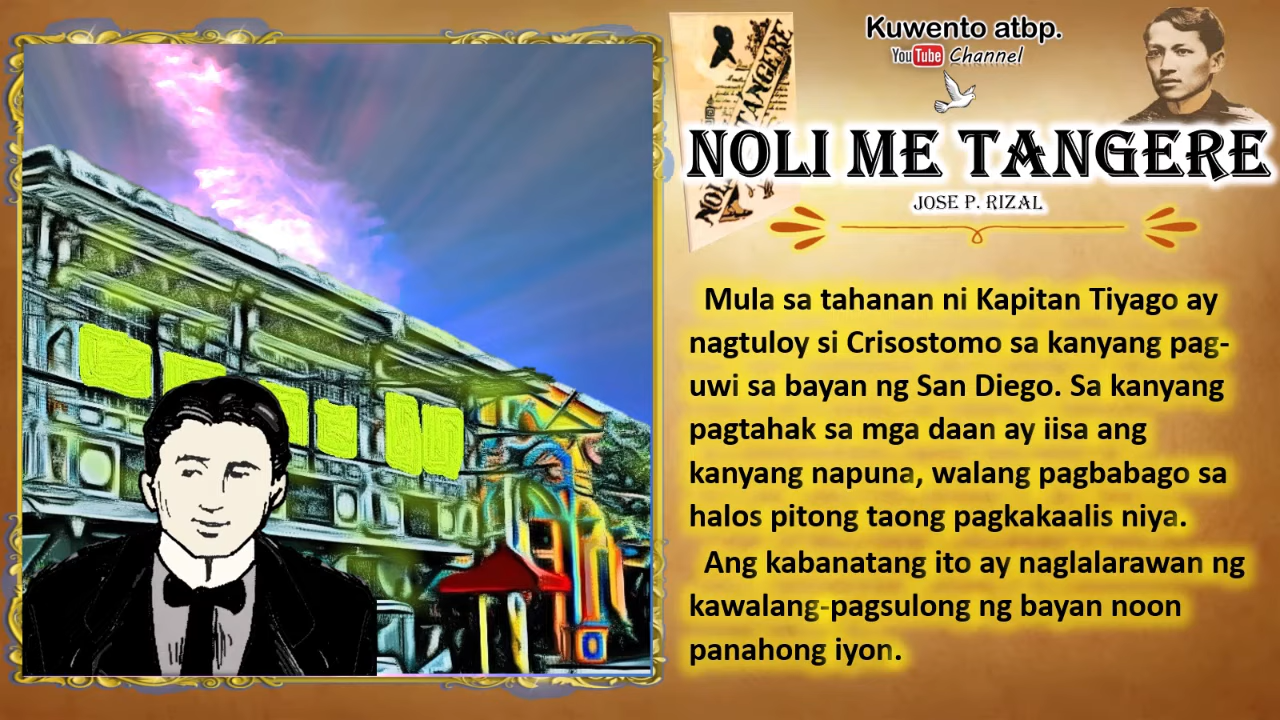 Kuwento atbp.
YouTube Channel
NOLI ME TANGERE
JOSE P. RIZAL
Mula sa tahanan ni Kapitan Tiyago ay
nagtuloy si Crisostomo sa kanyang pag-
uwi sa bayan ng San Diego. Sa kanyang
pagtahak sa mga daan ay iisa ang
kanyang napuna, walang pagbabago sa
halos pitong taong pagkakaalis niya.
Ang kabanatang ito ay naglalarawan ng
kawalang-pagsulong ng bayan noon
panahong iyon.